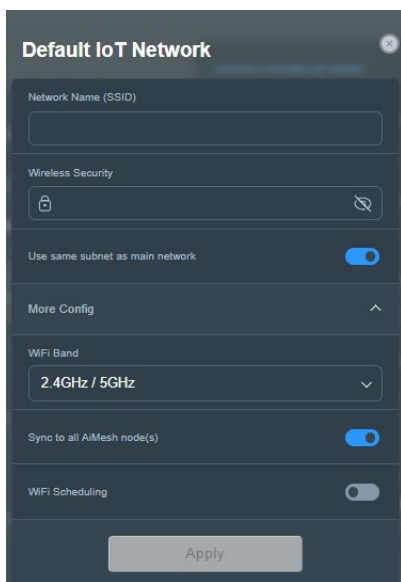 Default IoT Network
Network Name (SSID)
Wireless Security
Use same subnet as main network
More Config
WiFi Band
2.4GHz / 5GHz
Sync to all AiMesh node(s)
WiFi Scheduling
Apply